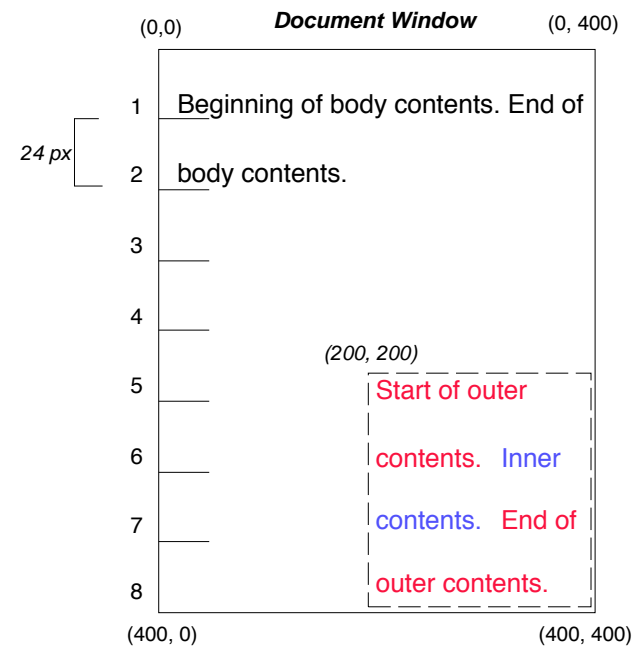 (0,0) Document Window (0, 400)
1 Beginning of body contents. End of
24 px
2 body contents.
3
4
(200, 200)
5 Start of outer
6 contents. Inner
7 contents. End of
8 outer contents.
(400, 0) (400, 400)